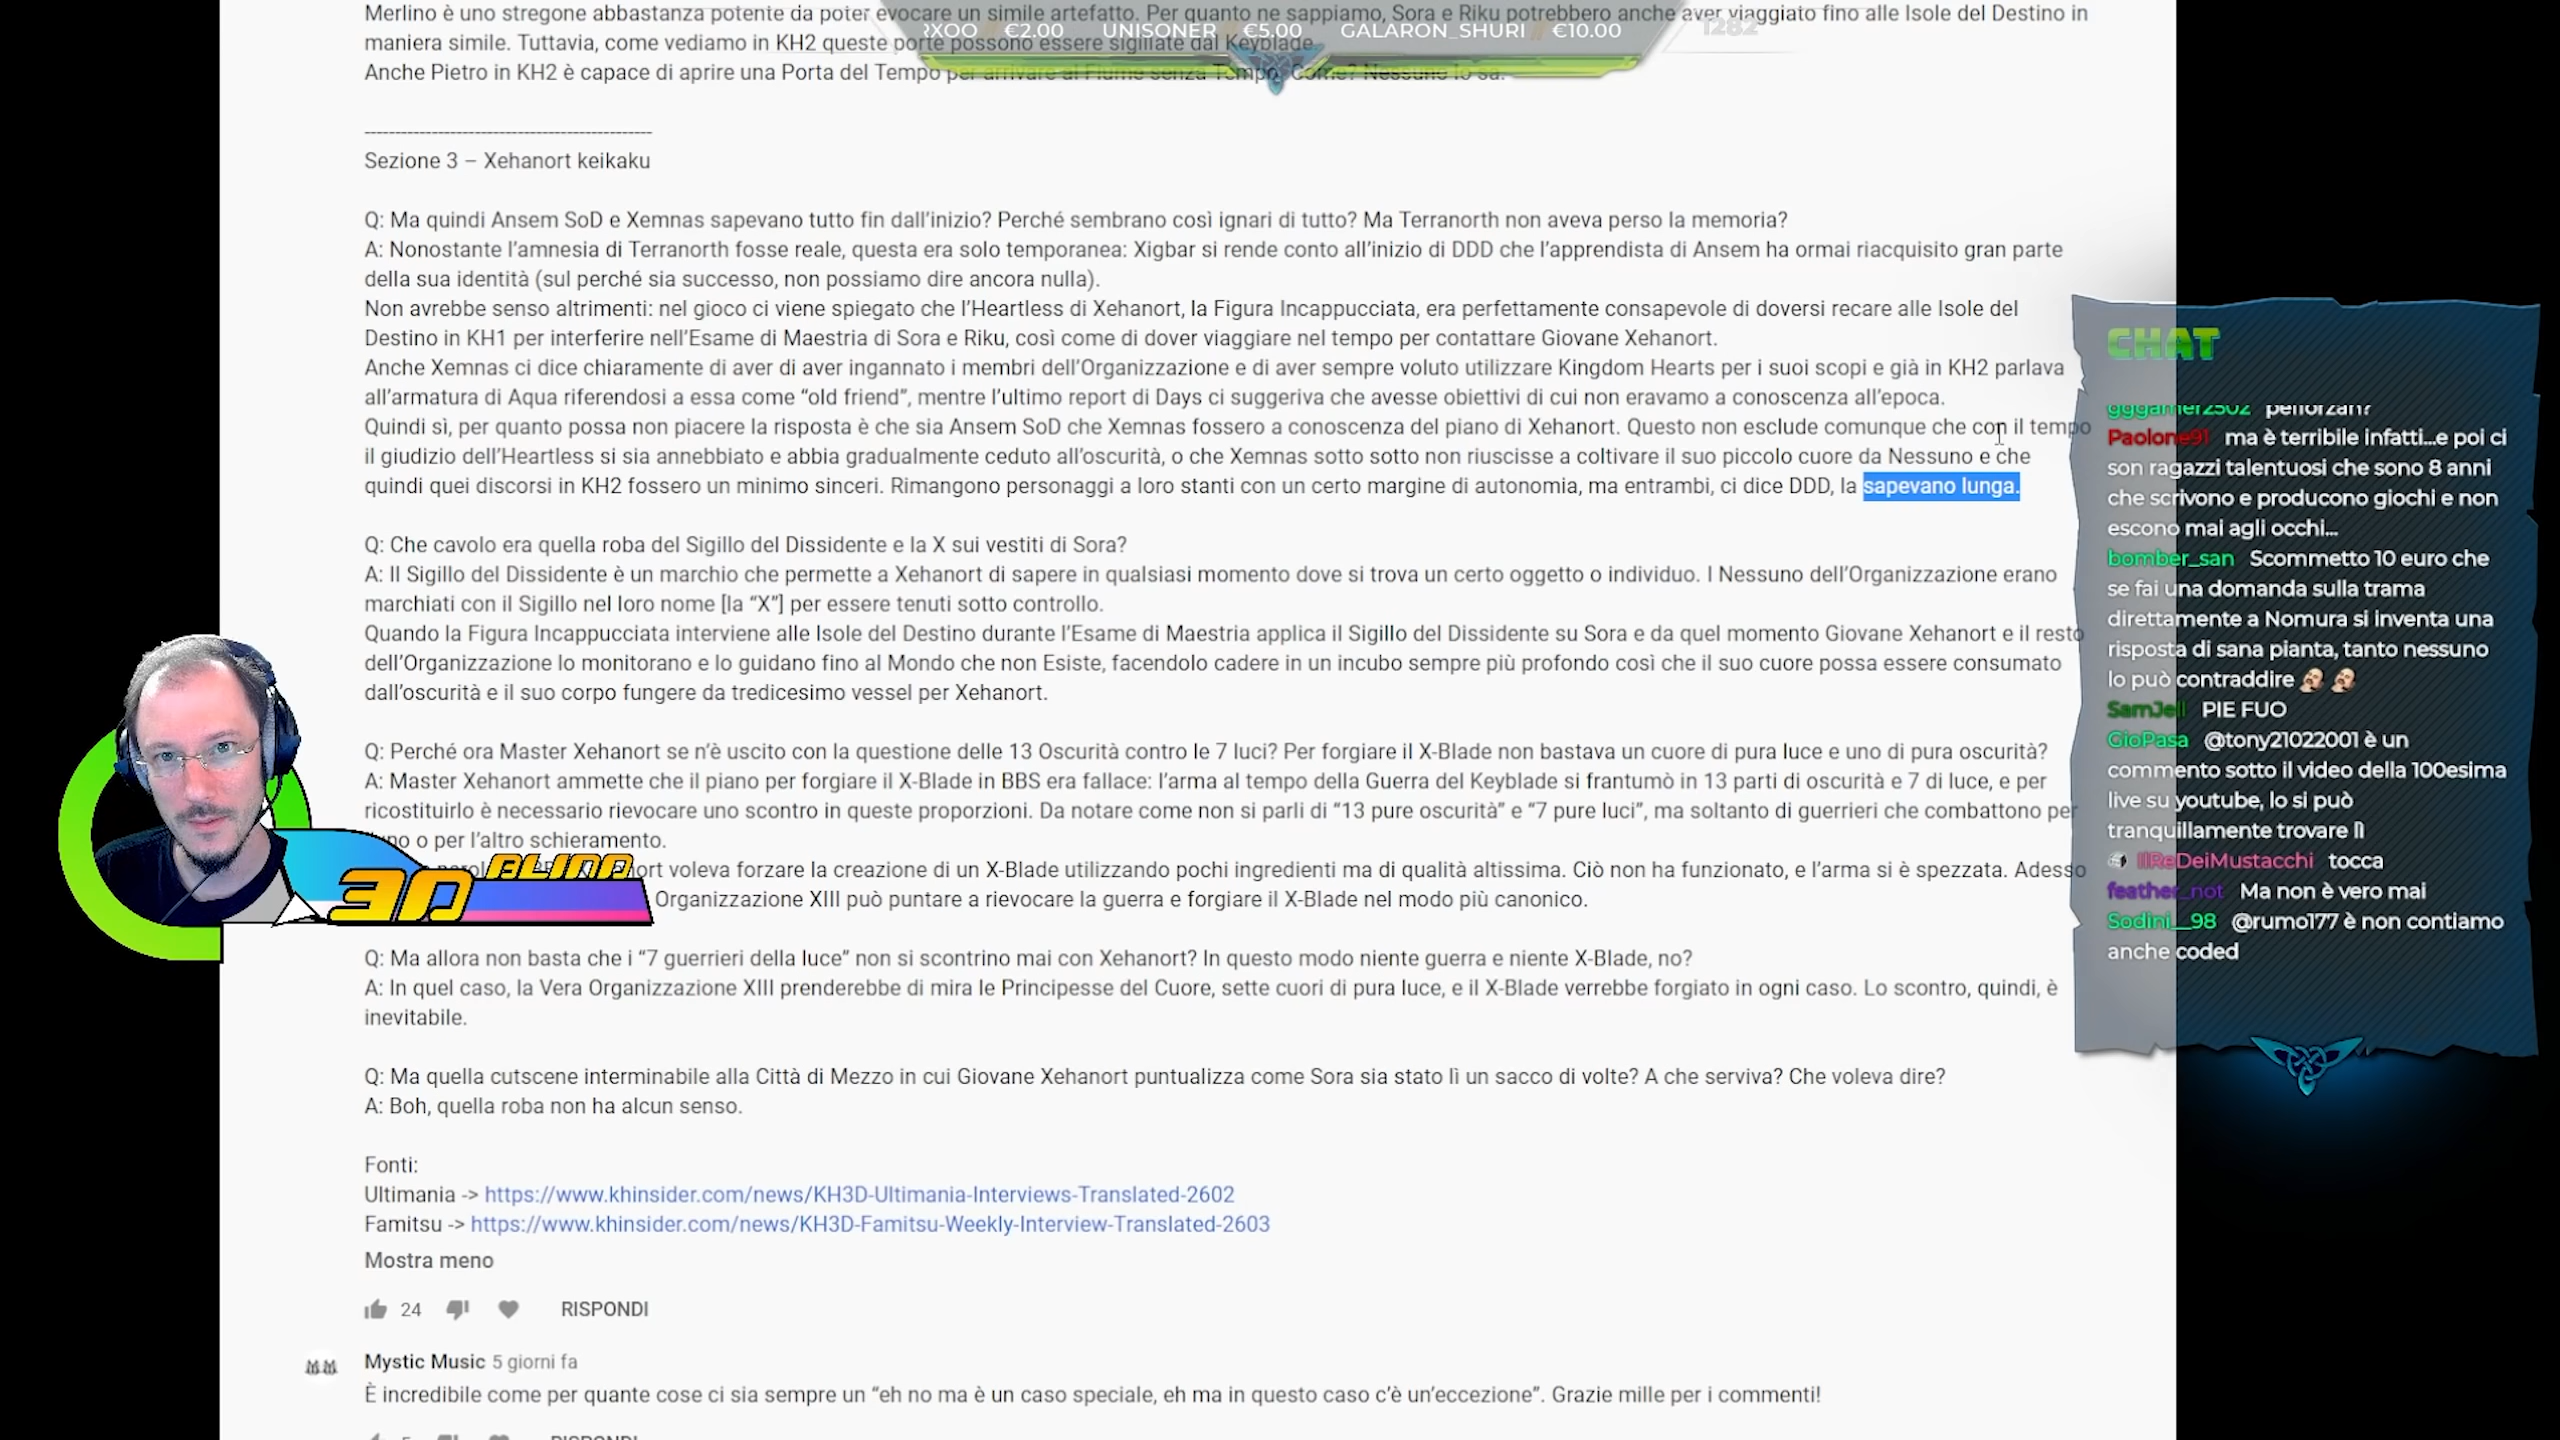 Merlino è uno stregone abbastanza potente da poter evocare un simile artefatto. Per quanto ne sappiamo, Sora e Riku potrebbero anche aver viaggiato fino alle Isole del Destino in
maniera simile. Tuttavia, come vediamo in KH2 queste porte possono essere sigillate dal Keyblade.
Anche Pietro in KH2 è capace di aprire una Porta del Tempo per arrivare al Fiume senza Tempo. Come? Nessuno lo sa.
RXOO // €2.00 UNISONER // €5.00 GALARON_SHURI // €10.00
1282
----------------------------------------------
Sezione 3 – Xehanort keikaku
Q: Ma quindi Ansem SoD e Xemnas sapevano tutto fin dall'inizio? Perché sembrano così ignari di tutto? Ma Terranorth non aveva perso la memoria?
A: Nonostante l'amnesia di Terranorth fosse reale, questa era solo temporanea: Xigbar si rende conto all'inizio di DDD che l'apprendista di Ansem ha ormai riacquisito gran parte
della sua identità (sul perché sia successo, non possiamo dire ancora nulla).
Non avrebbe senso altrimenti: nel gioco ci viene spiegato che l'Heartless di Xehanort, la Figura Incappucciata, era perfettamente consapevole di doversi recare alle Isole del
Destino in KH1 per interferire nell'Esame di Maestria di Sora e Riku, così come di dover viaggiare nel tempo per contattare Giovane Xehanort.
Anche Xemnas ci dice chiaramente di aver di aver ingannato i membri dell'Organizzazione e di aver sempre voluto utilizzare Kingdom Hearts per i suoi scopi e già in KH2 parlava
all'armatura di Aqua riferendosi a essa come “old friend”, mentre l'ultimo report di Days ci suggeriva che avesse obiettivi di cui non eravamo a conoscenza all'epoca.
Quindi sì, per quanto possa non piacere la risposta è che sia Ansem SoD che Xemnas fossero a conoscenza del piano di Xehanort. Questo non esclude comunque che con il tempo
il giudizio dell'Heartless si sia annebbiato e abbia gradualmente ceduto all'oscurità, o che Xemnas sotto sotto non riuscisse a coltivare il suo piccolo cuore da Nessuno e che
quindi quei discorsi in KH2 fossero un minimo sinceri. Rimangono personaggi a loro stanti con un certo margine di autonomia, ma entrambi, ci dice DDD, la sapevano lunga.
Q: Che cavolo era quella roba del Sigillo del Dissidente e la X sui vestiti di Sora?
A: Il Sigillo del Dissidente è un marchio che permette a Xehanort di sapere in qualsiasi momento dove si trova un certo oggetto o individuo. I Nessuno dell'Organizzazione erano
marchiati con il Sigillo nel loro nome [la “X”] per essere tenuti sotto controllo.
Quando la Figura Incappucciata interviene alle Isole del Destino durante l'Esame di Maestria applica il Sigillo del Dissidente su Sora e da quel momento Giovane Xehanort e il resto
dell'Organizzazione lo monitorano e lo guidano fino al Mondo che non Esiste, facendolo cadere in un incubo sempre più profondo così che il suo cuore possa essere consumato
dall'oscurità e il suo corpo fungere da tredicesimo vessel per Xehanort.
Q: Perché ora Master Xehanort se n'è uscito con la questione delle 13 Oscurità contro le 7 luci? Per forgiare il X-Blade non bastava un cuore di pura luce e uno di pura oscurità?
A: Master Xehanort ammette che il piano per forgiare il X-Blade in BBS era fallace: l'arma al tempo della Guerra del Keyblade si frantumò in 13 parti di oscurità e 7 di luce, e per
ricostituirlo è necessario rievocare uno scontro in queste proporzioni. Da notare come non si parli di “13 pure oscurità” e “7 pure luci”, ma soltanto di guerrieri che combattono per
o per l'altro schieramento.
voleva forzare la creazione di un X-Blade utilizzando pochi ingredienti ma di qualità altissima. Ciò non ha funzionato, e l'arma si è spezzata. Adesso
Organizzazione XIII può puntare a rievocare la guerra e forgiare il X-Blade nel modo più canonico.
Q: Ma allora non basta che i “7 guerrieri della luce” non si scontrino mai con Xehanort? In questo modo niente guerra e niente X-Blade, no?
A: In quel caso, la Vera Organizzazione XIII prenderebbe di mira le Principesse del Cuore, sette cuori di pura luce, e il X-Blade verrebbe forgiato in ogni caso. Lo scontro, quindi, è
inevitabile.
Q: Ma quella cutscene interminabile alla Città di Mezzo in cui Giovane Xehanort puntualizza come Sora sia stato lì un sacco di volte? A che serviva? Che voleva dire?
A: Boh, quella roba non ha alcun senso.
Fonti:
Ultimania -> https://www.khinsider.com/news/KH3D-Ultimania-Interviews-Translated-2602
Famitsu -> https://www.khinsider.com/news/KH3D-Famitsu-Weekly-Interview-Translated-2603
Mostra meno
24 RISPONDI
Mystic Music 5 giorni fa
È incredibile come per quante cose ci sia sempre un “eh no ma è un caso speciale, eh ma in questo caso c'è un'eccezione”. Grazie mille per i commenti!
BLIND
3D
CHAT
gggamer2502 pefforzan?
Paolone91 ma è terribile infatti...e poi ci
son ragazzi talentuosi che sono 8 anni
che scrivono e producono giochi e non
escono mai agli occhi...
bomber_san Scommetto 10 euro che
se fai una domanda sulla trama
direttamente a Nomura si inventa una
risposta di sana pianta, tanto nessuno
lo può contraddire
SamJell PIE FUO
GioPasa @tony21022001 è un
commento sotto il video della 100esima
live su youtube, lo si può
tranquillamente trovare lì
IlReDeiMustacchi tocca
feather_not Ma non è vero mai
Sodini__98 @rumo177 è non contiamo
anche coded